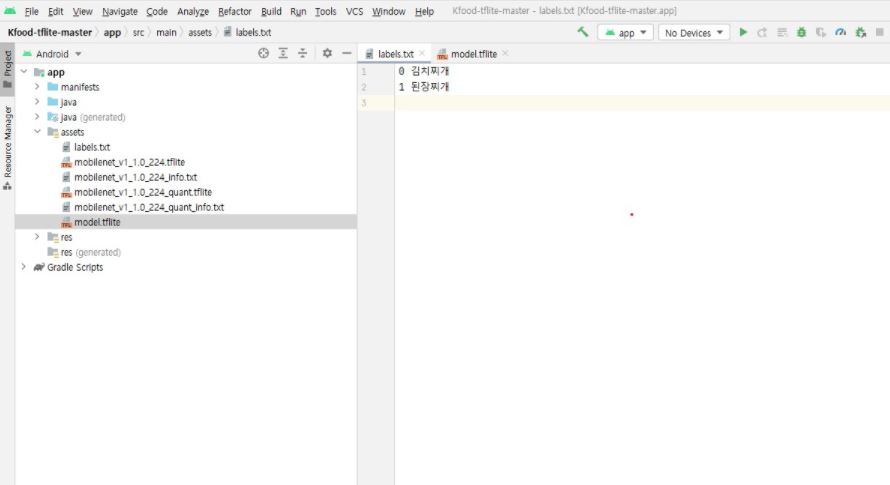 File Edit View Navigate Code Analyze Refactor Build Run Tools VCS Window Help Kfood-tflite-master - labels.txt [Kfood-tflite-master.app]
Kfood-tflite-master app src main assets labels.txt app No Devices
Project
Resource Manager
Android
app
manifests
java
java (generated)
assets
labels.txt
mobilenet_v1_1.0_224.tflite
mobilenet_v1_1.0_224_info.txt
mobilenet_v1_1.0_224_quant.tflite
mobilenet_v1_1.0_224_quant_info.txt
model.tflite
res
res (generated)
Gradle Scripts
labels.txt model.tflite
1 0 김치찌개
2 1 된장찌개
3